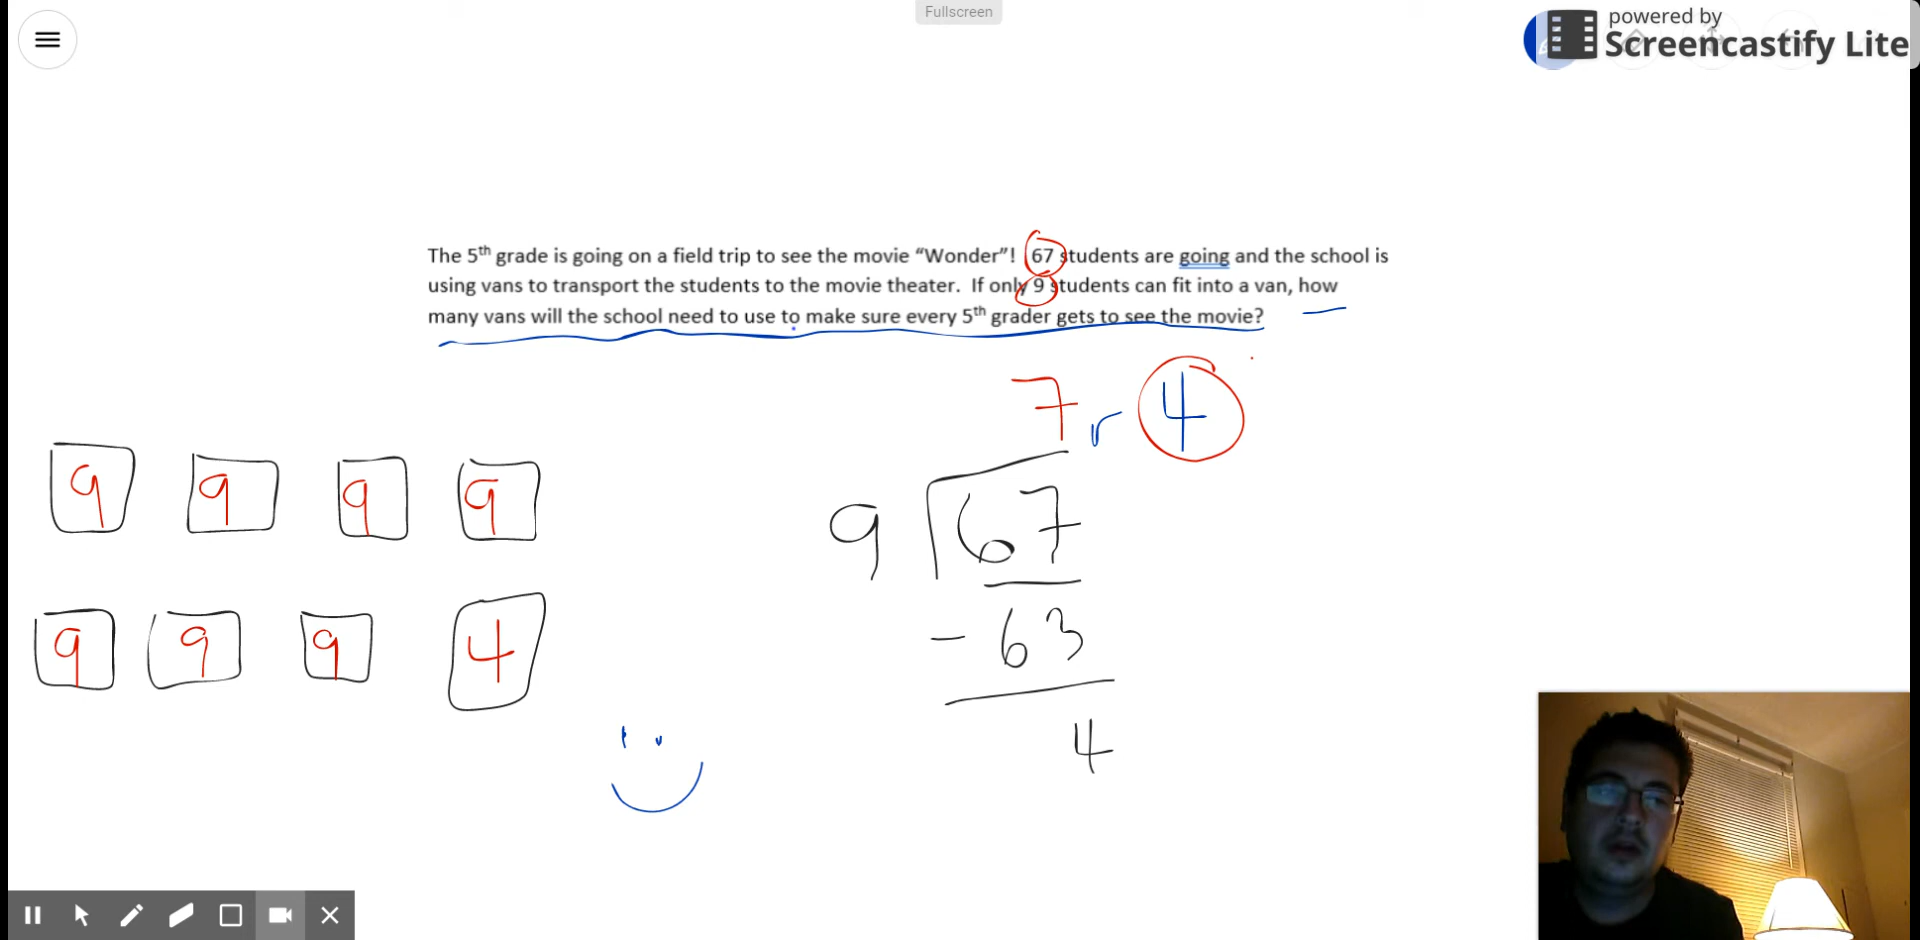 Fullscreen
powered by
Screencastify Lite
The 5th grade is going on a field trip to see the movie “Wonder”! 67 students are going and the school is
using vans to transport the students to the movie theater. If only 9 students can fit into a van, how
many vans will the school need to use to make sure every 5th grader gets to see the movie?
7 r 4
9 67
- 63
4
9 9 9 9
9 9 9 4